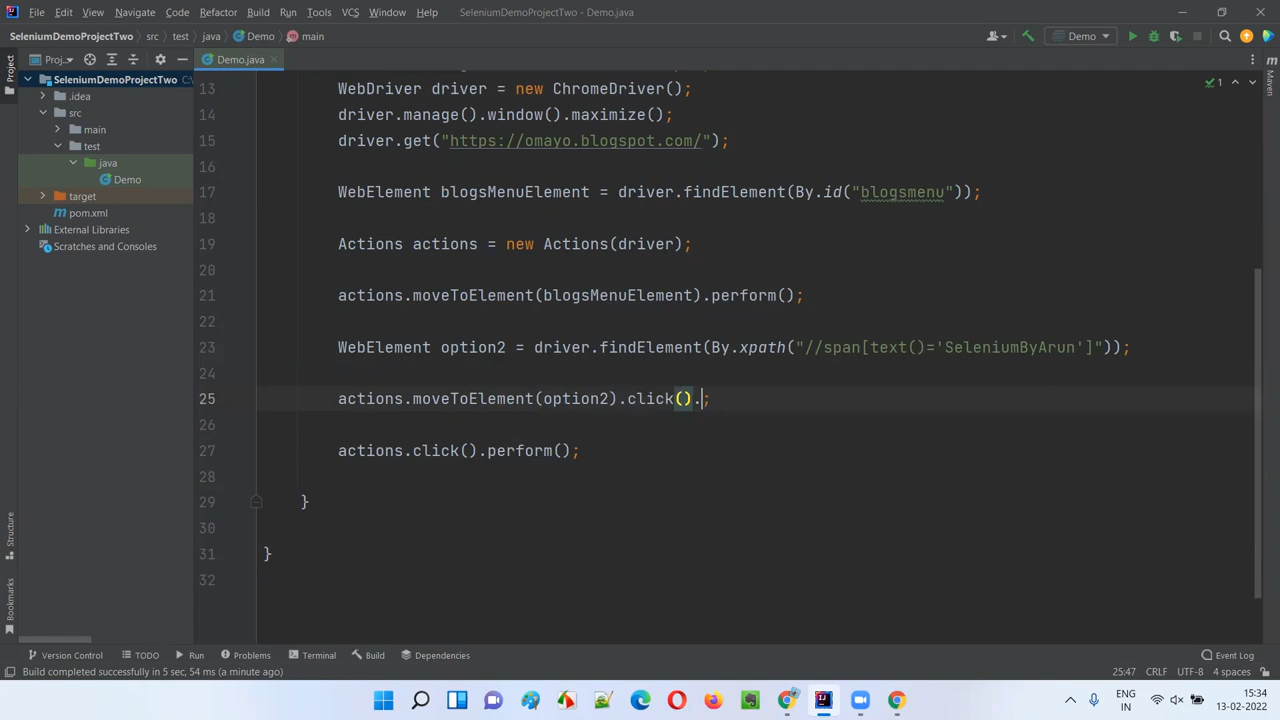 File Edit View Navigate Code Refactor Build Run Tools VCS Window Help SeleniumDemoProjectTwo - Demo.java
SeleniumDemoProjectTwo src test java Demo main Demo
Project
Proj... Demo.java
Maven
SeleniumDemoProjectTwo
.idea
src
main
test
java
Demo
target
pom.xml
External Libraries
Scratches and Consoles
1
13 WebDriver driver = new ChromeDriver();
14 driver.manage().window().maximize();
15 driver.get("https://omayo.blogspot.com/");
16
17 WebElement blogsMenuElement = driver.findElement(By.id("blogsmenu"));
18
19 Actions actions = new Actions(driver);
20
21 actions.moveToElement(blogsMenuElement).perform();
22
23 WebElement option2 = driver.findElement(By.xpath("//span[text()='SeleniumByArun']"));
24
25 actions.moveToElement(option2).click().;
26
27 actions.click().perform();
28
29 }
30
31 }
32
Structure
Bookmarks
Version Control TODO Run Problems Terminal Build Dependencies Event Log
Build completed successfully in 5 sec, 54 ms (a minute ago) 25:47 CRLF UTF-8 4 spaces
ENG
IN
15:34
13-02-2022